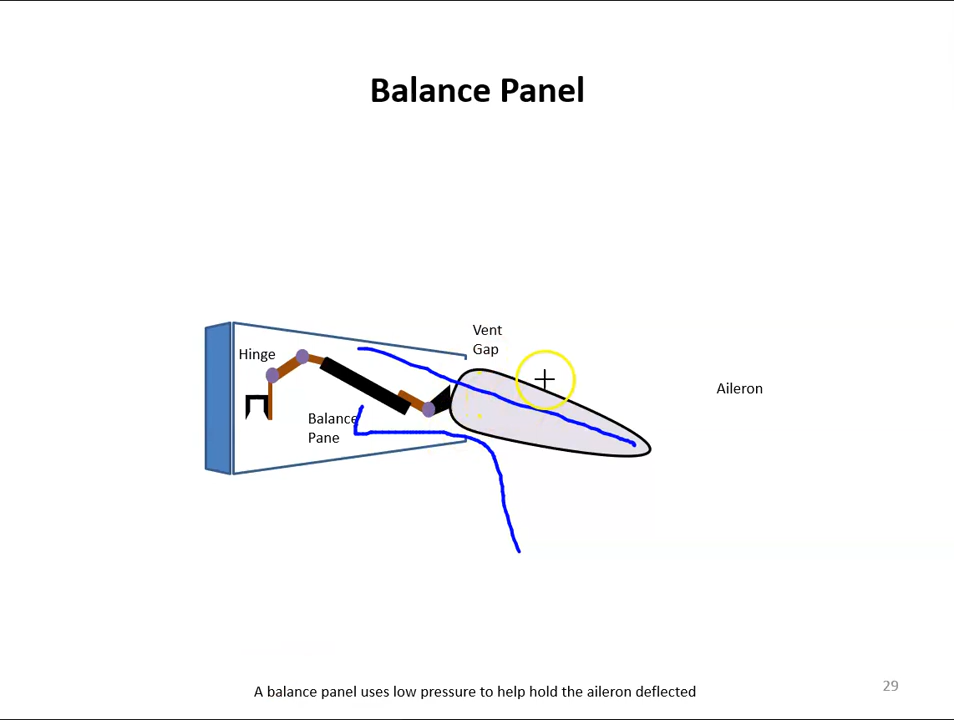 Balance Panel
Vent
Gap
Hinge
Aileron
Balance
Pane
A balance panel uses low pressure to help hold the aileron deflected
29